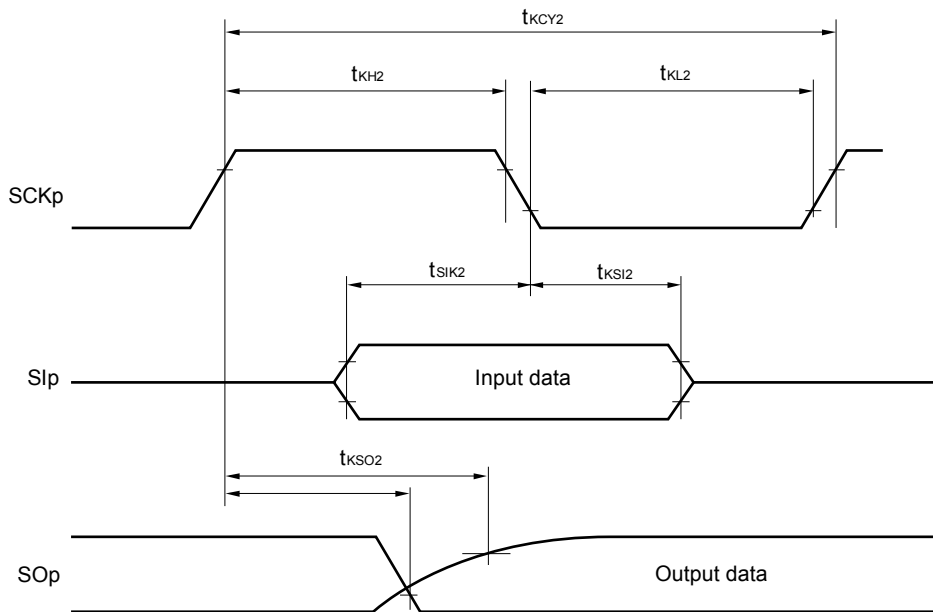 tKCY2
tKH2
tKL2
SCKp
tSIK2
tKSI2
SIp
Input data
tKSO2
SOp
Output data